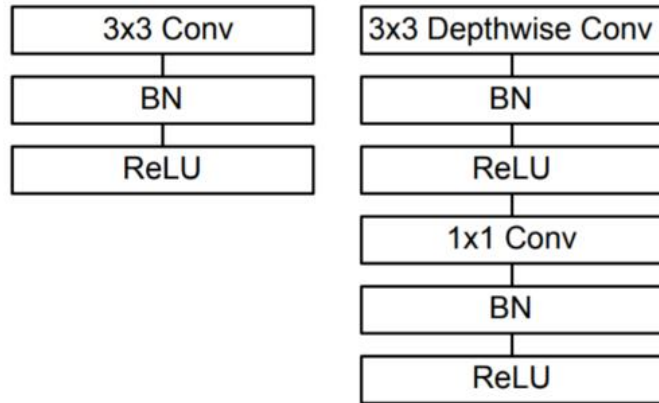 3x3 Conv
BN
ReLU
3x3 Depthwise Conv
BN
ReLU
1x1 Conv
BN
ReLU